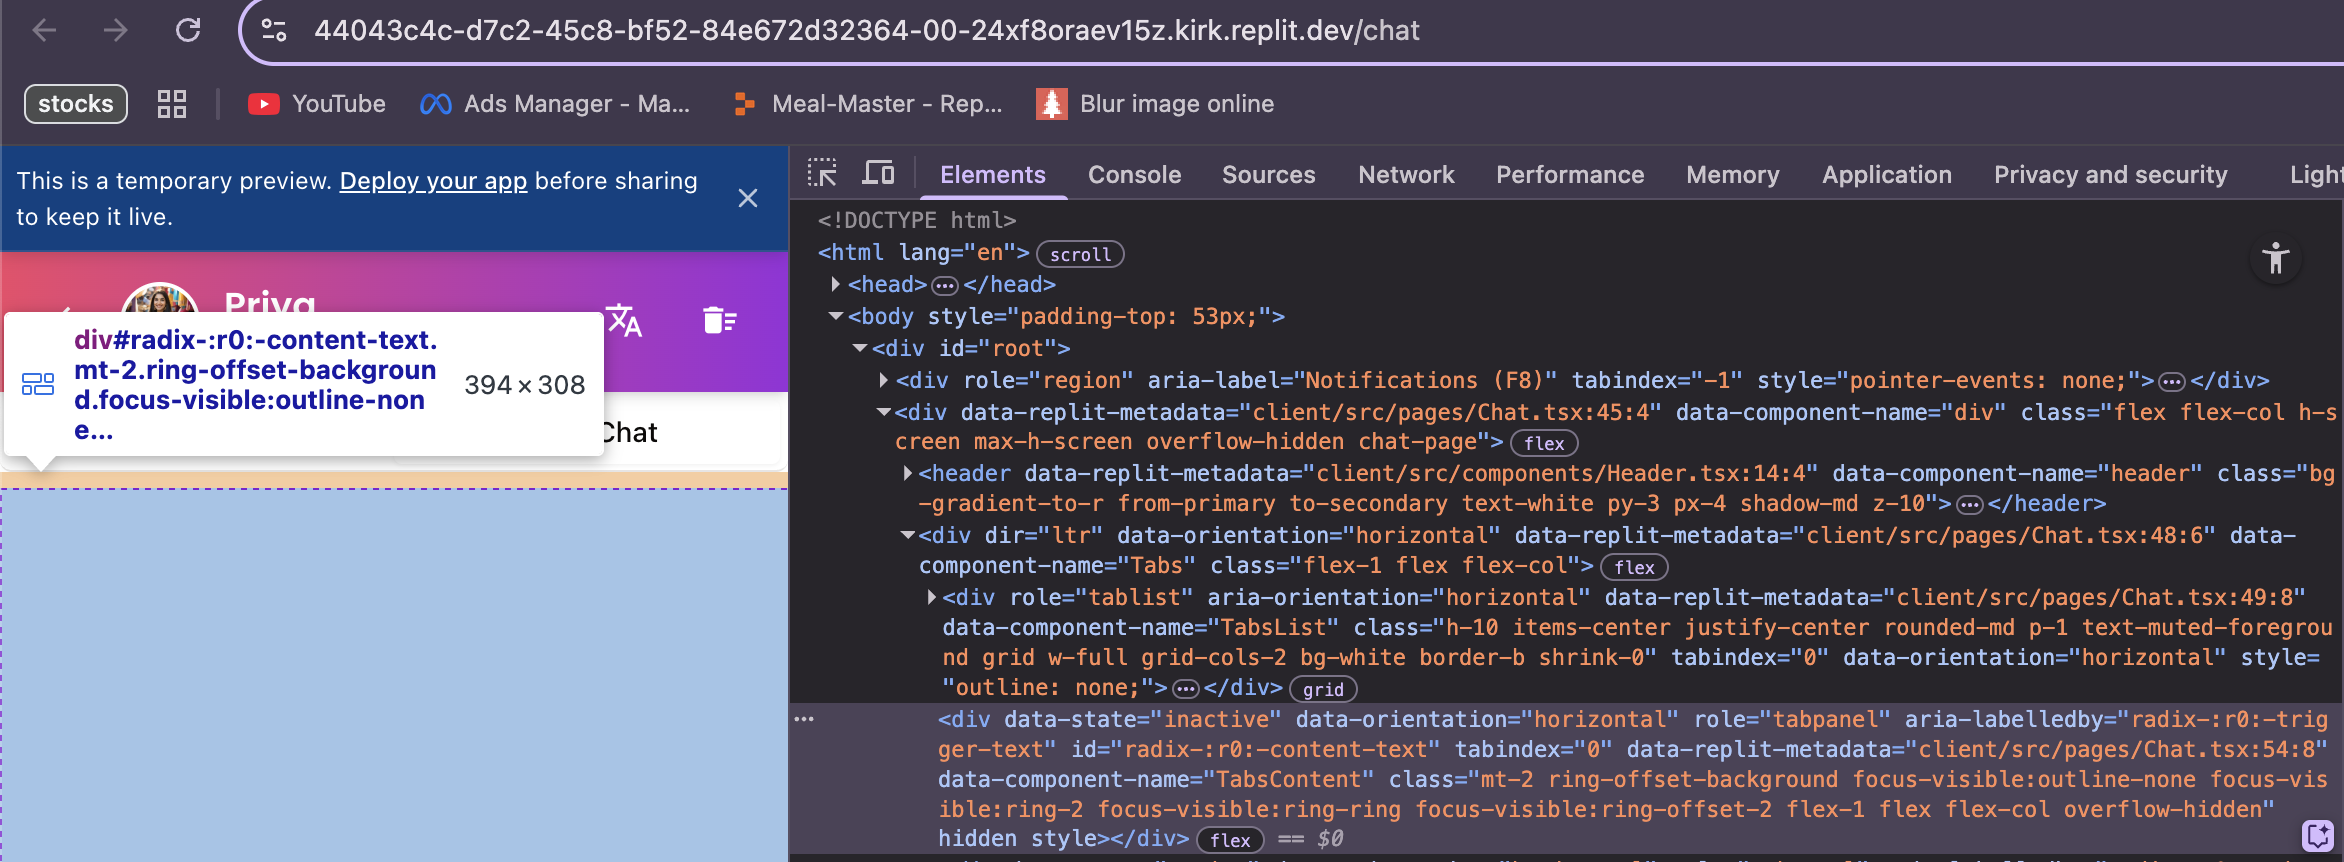 44043c4c-d7c2-45c8-bf52-84e672d32364-00-24xf8oraev15z.kirk.replit.dev/chat
stocks YouTube Ads Manager - Ma... Meal-Master - Rep... Blur image online
This is a temporary preview. Deploy your app before sharing
to keep it live.
Priya
div#radix-:r0:-content-text.
mt-2.ring-offset-backgroun
d.focus-visible:outline-non
e...
394 × 308
Chat
Elements Console Sources Network Performance Memory Application Privacy and security Light
<!DOCTYPE html>
<html lang="en"> scroll
<head>…</head>
<body style="padding-top: 53px;">
<div id="root">
<div role="region" aria-label="Notifications (F8)" tabindex="-1" style="pointer-events: none;">…</div>
<div data-replit-metadata="client/src/pages/Chat.tsx:45:4" data-component-name="div" class="flex flex-col h-s
creen max-h-screen overflow-hidden chat-page"> flex
<header data-replit-metadata="client/src/components/Header.tsx:14:4" data-component-name="header" class="bg
-gradient-to-r from-primary to-secondary text-white py-3 px-4 shadow-md z-10">…</header>
<div dir="ltr" data-orientation="horizontal" data-replit-metadata="client/src/pages/Chat.tsx:48:6" data-
component-name="Tabs" class="flex-1 flex flex-col"> flex
<div role="tablist" aria-orientation="horizontal" data-replit-metadata="client/src/pages/Chat.tsx:49:8"
data-component-name="TabsList" class="h-10 items-center justify-center rounded-md p-1 text-muted-foregrou
nd grid w-full grid-cols-2 bg-white border-b shrink-0" tabindex="0" data-orientation="horizontal" style=
"outline: none;">…</div> grid
<div data-state="inactive" data-orientation="horizontal" role="tabpanel" aria-labelledby="radix-:r0:-trig
ger-text" id="radix-:r0:-content-text" tabindex="0" data-replit-metadata="client/src/pages/Chat.tsx:54:8"
data-component-name="TabsContent" class="mt-2 ring-offset-background focus-visible:outline-none focus-vis
ible:ring-2 focus-visible:ring-ring focus-visible:ring-offset-2 flex-1 flex flex-col overflow-hidden"
hidden style></div> flex == $0